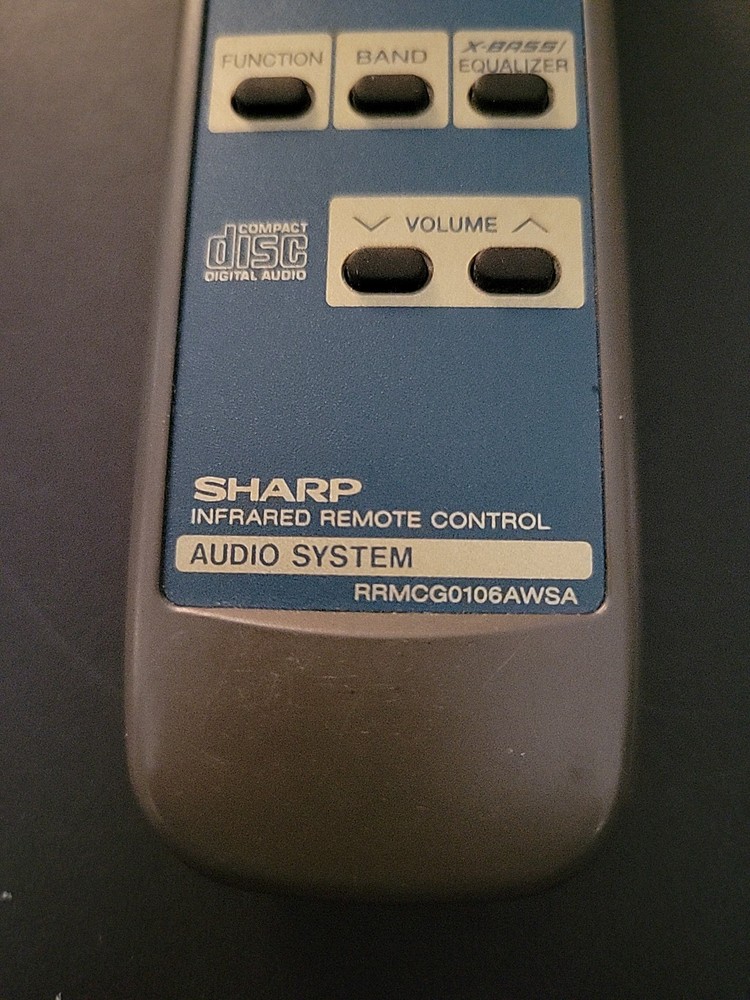 FUNCTION
BAND
X-BASS/
EQUALIZER
VOLUME
COMPACT
disc
DIGITAL AUDIO
SHARP
INFRARED REMOTE CONTROL
AUDIO SYSTEM
RRMCG0106AWSA